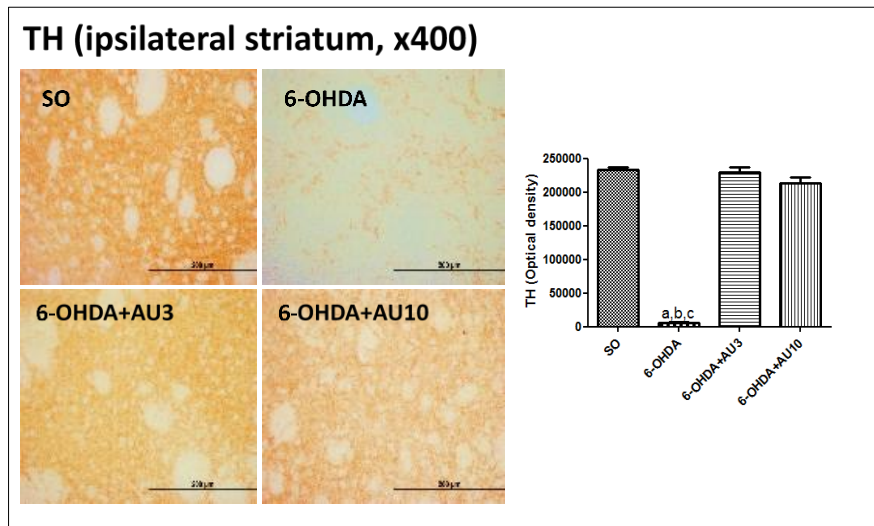 TH (ipsilateral striatum, x400)
SO
6-OHDA
6-OHDA+AU3
6-OHDA+AU10
TH (Optical density)
250000
200000
150000
100000
50000
0
a,b,c
SO
6-OHDA
6-OHDA+AU3
6-OHDA+AU10